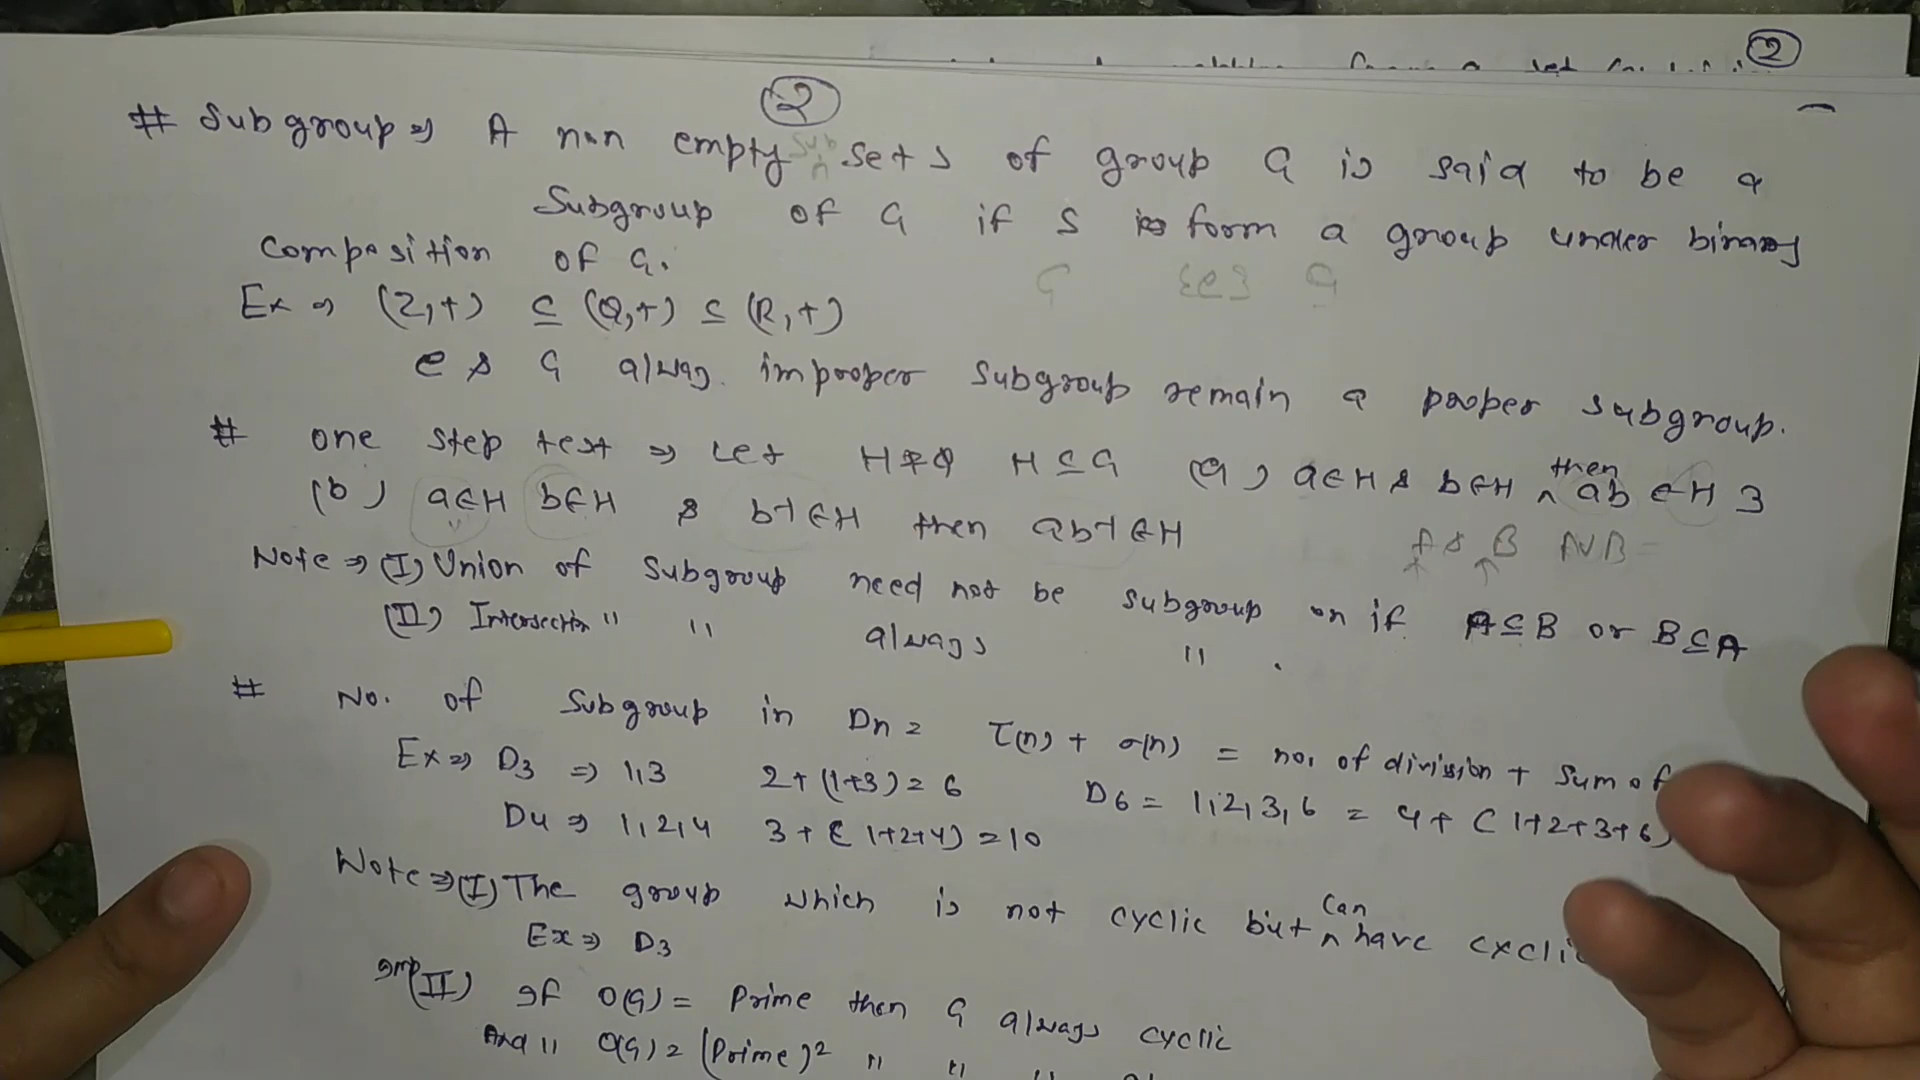 2
2
# Subgroup ⇒ A non empty sub set S of group G is said to be a
Subgroup of G if S is form a group under binary
Composition of G.
G {e} G
Ex ⇒ (Z,+) ⊆ (Q,+) ⊆ (R,+)
e & G alway. improper subgroup remain a proper subgroup.
# one step test ⇒ Let H≠Φ H⊆G (a) a∈H & b∈H then ab ∈H }
(b) a∈H b∈H & b⁻¹∈H then ab⁻¹∈H
A & B A∪B =
Note ⇒ (I) Union of Subgroup need not be subgroup on if A⊆B or B⊆A
(II) Intersection " " always " .
# No. of Subgroup in Dn = τ(n) + σ(n) = no. of division + Sum of
Ex ⇒ D3 ⇒ 1,3 2+(1+3)=6 D6 = 1,2,3,6 = 4+(1+2+3+6)
D4 ⇒ 1,2,4 3+(1+2+4)=10
Note ⇒ (I) The group which is not cyclic but can have
Ex ⇒ D3
Imp (II) If O(G) = Prime then G always cyclic
And " O(G) = (Prime)² " "